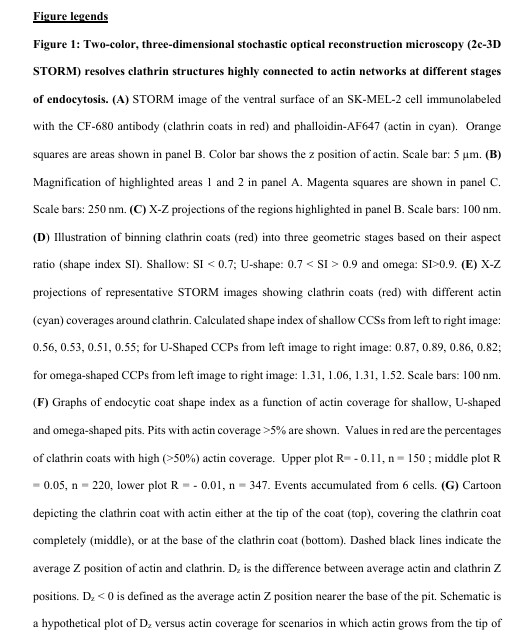 Figure legends
Figure 1: Two-color, three-dimensional stochastic optical reconstruction microscopy (2c-3D
STORM) resolves clathrin structures highly connected to actin networks at different stages
of endocytosis. (A) STORM image of the ventral surface of an SK-MEL-2 cell immunolabeled
with the CF-680 antibody (clathrin coats in red) and phalloidin-AF647 (actin in cyan).  Orange
squares are areas shown in panel B. Color bar shows the z position of actin. Scale bar: 5 µm. (B)
Magnification of highlighted areas 1 and 2 in panel A. Magenta squares are shown in panel C.
Scale bars: 250 nm. (C) X-Z projections of the regions highlighted in panel B. Scale bars: 100 nm.
(D) Illustration of binning clathrin coats (red) into three geometric stages based on their aspect
ratio (shape index SI). Shallow: SI < 0.7; U-shape: 0.7 < SI > 0.9 and omega: SI>0.9. (E) X-Z
projections of representative STORM images showing clathrin coats (red) with different actin
(cyan) coverages around clathrin. Calculated shape index of shallow CCSs from left to right image:
0.56, 0.53, 0.51, 0.55; for U-Shaped CCPs from left image to right image: 0.87, 0.89, 0.86, 0.82;
for omega-shaped CCPs from left image to right image: 1.31, 1.06, 1.31, 1.52. Scale bars: 100 nm.
(F) Graphs of endocytic coat shape index as a function of actin coverage for shallow, U-shaped
and omega-shaped pits. Pits with actin coverage >5% are shown.  Values in red are the percentages
of clathrin coats with high (>50%) actin coverage.  Upper plot R= - 0.11, n = 150 ; middle plot R
= 0.05, n = 220, lower plot R = - 0.01, n = 347. Events accumulated from 6 cells. (G) Cartoon
depicting the clathrin coat with actin either at the tip of the coat (top), covering the clathrin coat
completely (middle), or at the base of the clathrin coat (bottom). Dashed black lines indicate the
average Z position of actin and clathrin. Dz is the difference between average actin and clathrin Z
positions. Dz < 0 is defined as the average actin Z position nearer the base of the pit. Schematic is
a hypothetical plot of Dz versus actin coverage for scenarios in which actin grows from the tip of